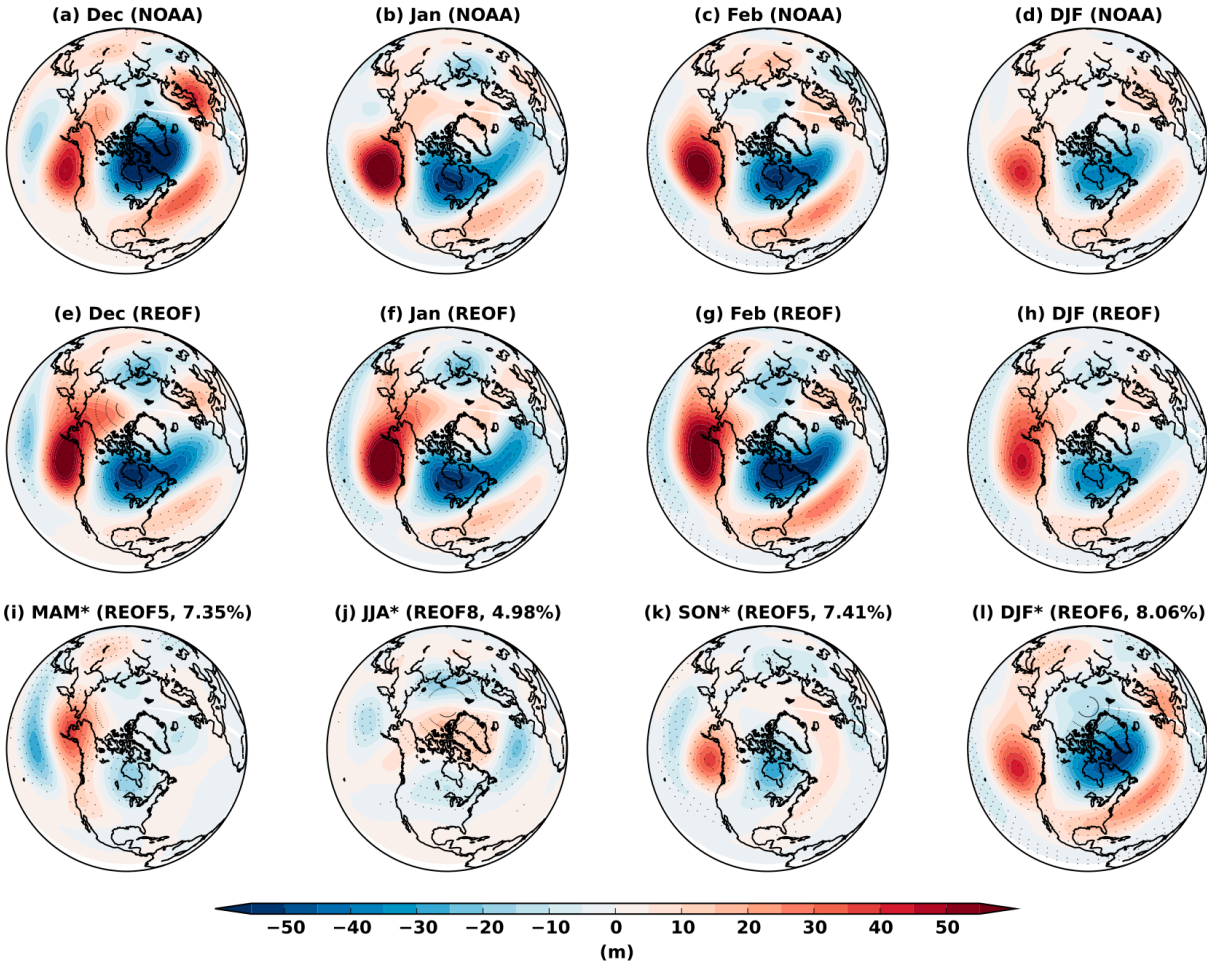 (a) Dec (NOAA)
(b) Jan (NOAA)
(c) Feb (NOAA)
(d) DJF (NOAA)
(e) Dec (REOF)
(f) Jan (REOF)
(g) Feb (REOF)
(h) DJF (REOF)
(i) MAM* (REOF5, 7.35%)
(j) JJA* (REOF8, 4.98%)
(k) SON* (REOF5, 7.41%)
(l) DJF* (REOF6, 8.06%)
−50 −40 −30 −20 −10 0 10 20 30 40 50
(m)